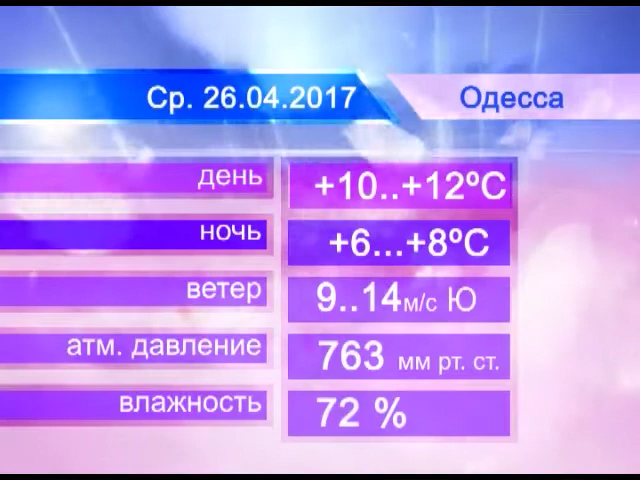 Ср. 26.04.2017 Одесса
день +10..+12ºC
ночь +6...+8ºC
ветер 9..14м/с Ю
атм. давление 763 мм рт. ст.
влажность 72 %